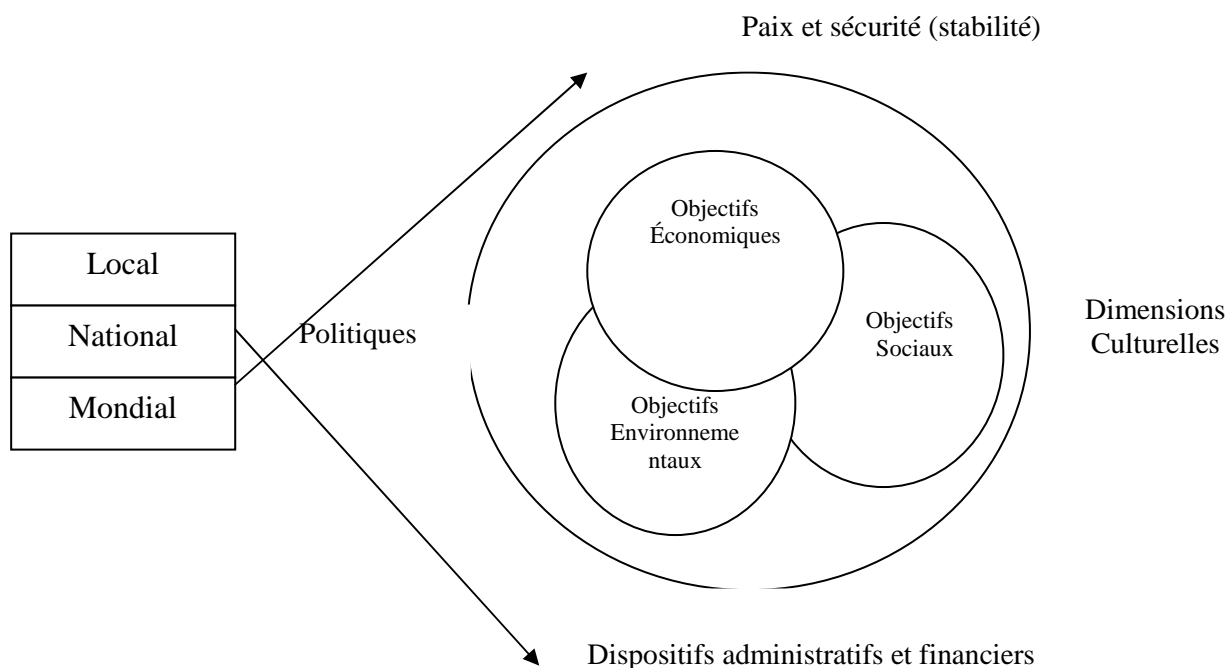 Paix et sécurité (stabilité)
Objectifs
Économiques
Local
National
Mondial
Politiques
Objectifs
Sociaux
Dimensions
Culturelles
Objectifs
Environneme
ntaux
Dispositifs administratifs et financiers